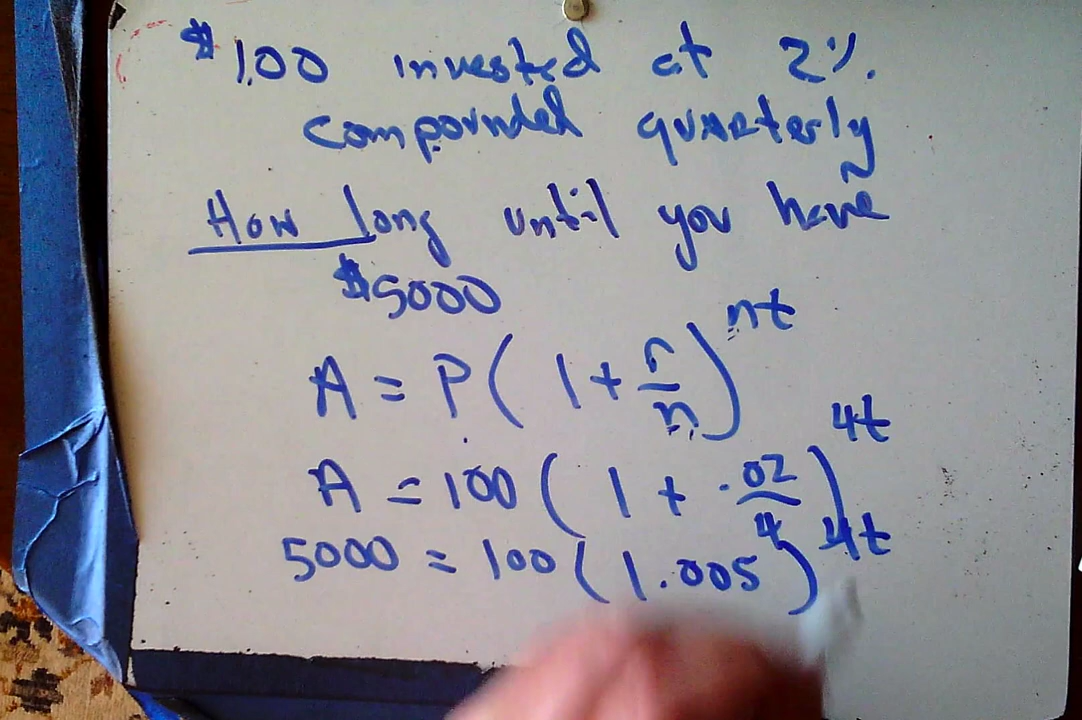 $100 invested at 2%.
compounded quarterly
How long until you have
$5000
A = P( 1 + r/n )^nt
A = 100 ( 1 + .02/4 )^4t
5000 = 100 ( 1.005 )^4t